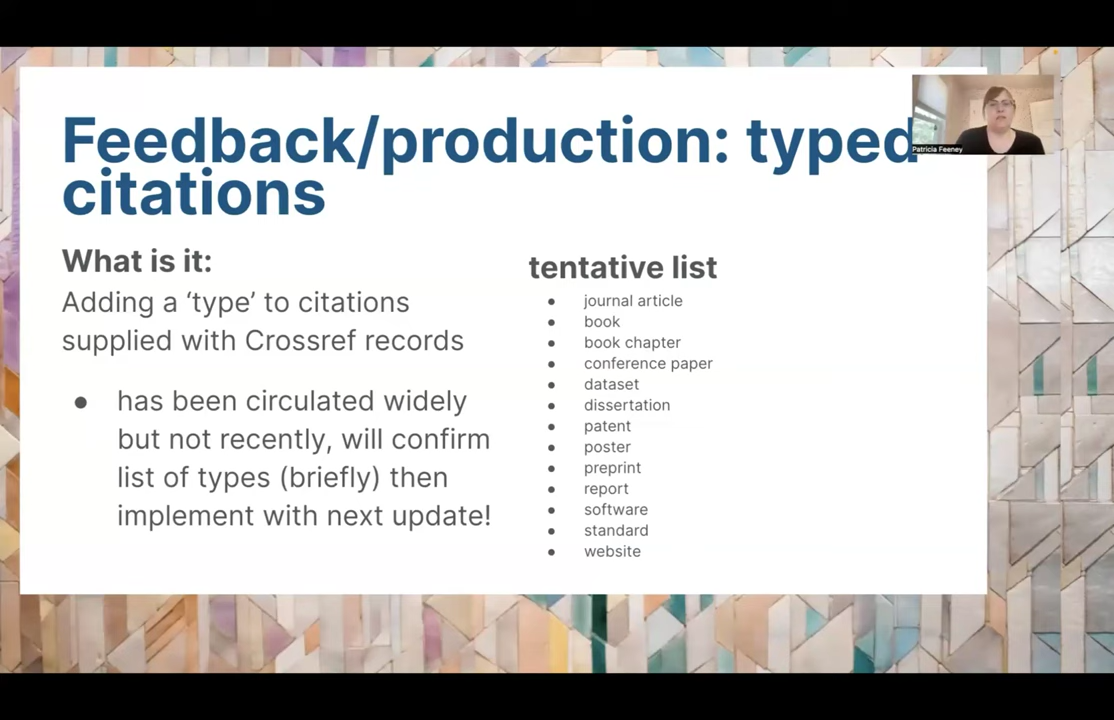 Feedback/production: typed
citations
Patricia Feeney
What is it:
Adding a ‘type’ to citations
supplied with Crossref records
● has been circulated widely
but not recently, will confirm
list of types (briefly) then
implement with next update!
tentative list
● journal article
● book
● book chapter
● conference paper
● dataset
● dissertation
● patent
● poster
● preprint
● report
● software
● standard
● website